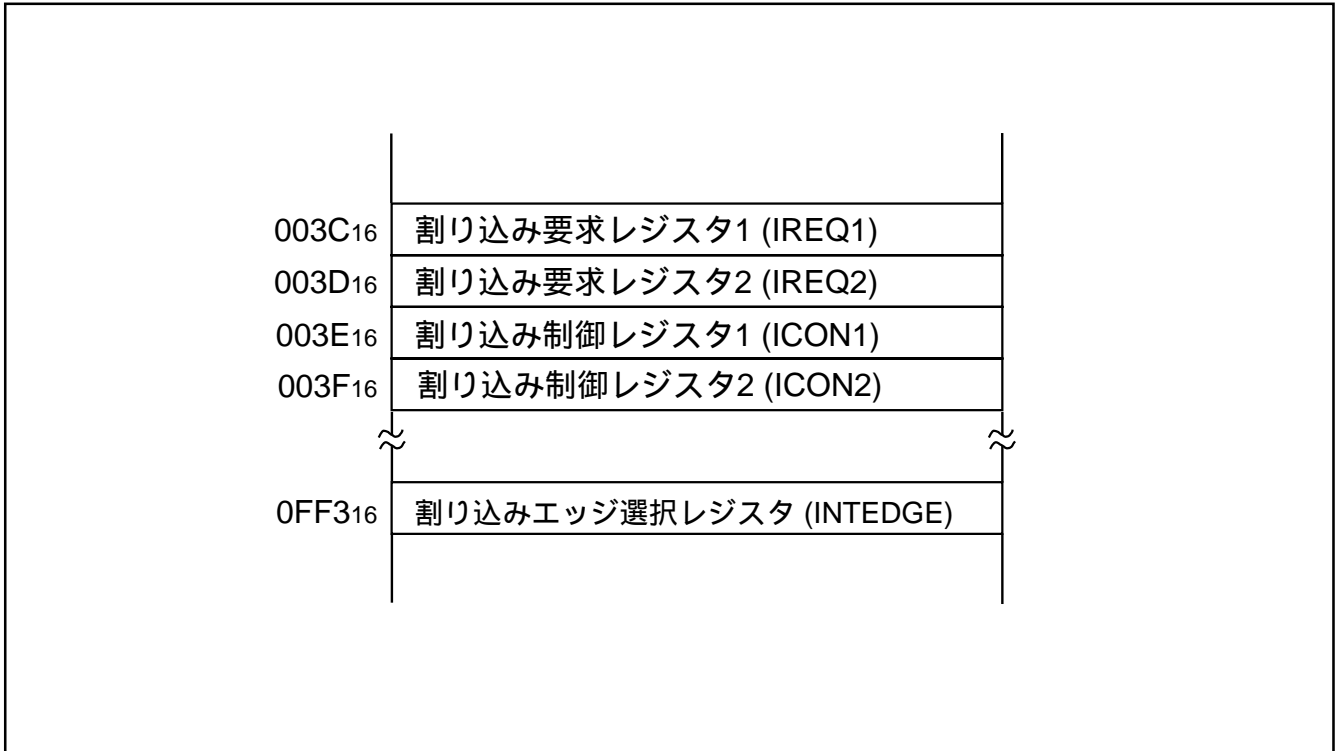 003C16 割り込み要求レジスタ1 (IREQ1)
003D16 割り込み要求レジスタ2 (IREQ2)
003E16 割り込み制御レジスタ1 (ICON1)
003F16 割り込み制御レジスタ2 (ICON2)
0FF316 割り込みエッジ選択レジスタ (INTEDGE)